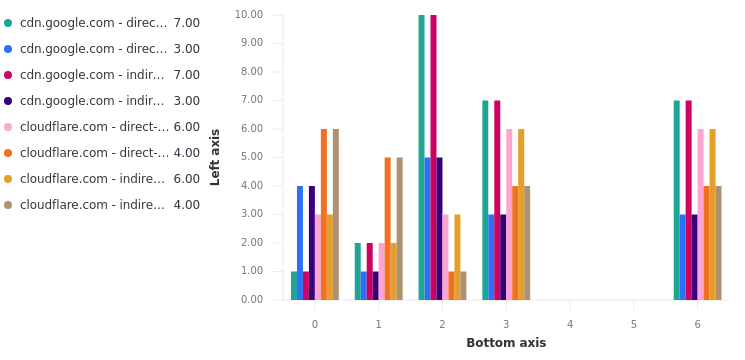 cdn.google.com - direc... 7.00
cdn.google.com - direc... 3.00
cdn.google.com - indir... 7.00
cdn.google.com - indir... 3.00
cloudflare.com - direct-... 6.00
cloudflare.com - direct-... 4.00
cloudflare.com - indire... 6.00
cloudflare.com - indire... 4.00
Left axis
10.00
9.00
8.00
7.00
6.00
5.00
4.00
3.00
2.00
1.00
0.00
0 1 2 3 4 5 6
Bottom axis